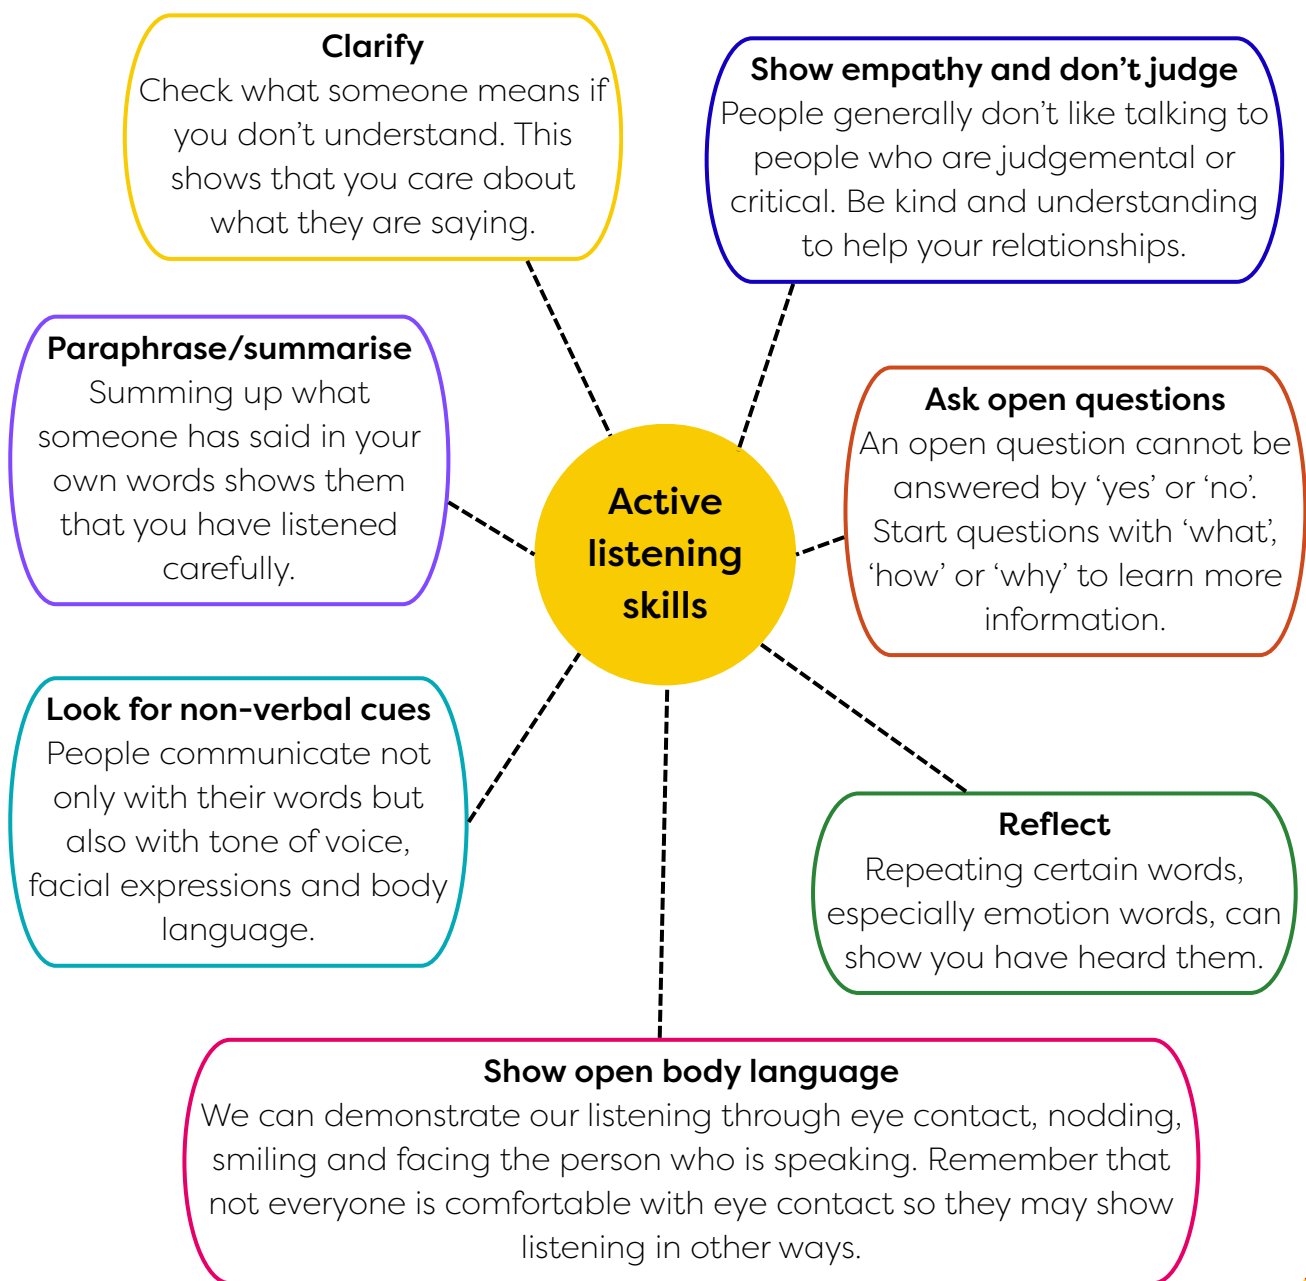 Clarify
Check what someone means if
you don’t understand. This
shows that you care about
what they are saying.
Show empathy and don’t judge
People generally don’t like talking to
people who are judgemental or
critical. Be kind and understanding
to help your relationships.
Paraphrase/summarise
Summing up what
someone has said in your
own words shows them
that you have listened
carefully.
Ask open questions
An open question cannot be
answered by ‘yes’ or ‘no’.
Start questions with ‘what’,
‘how’ or ‘why’ to learn more
information.
Active
listening
skills
Look for non-verbal cues
People communicate not
only with their words but
also with tone of voice,
facial expressions and body
language.
Reflect
Repeating certain words,
especially emotion words, can
show you have heard them.
Show open body language
We can demonstrate our listening through eye contact, nodding,
smiling and facing the person who is speaking. Remember that
not everyone is comfortable with eye contact so they may show
listening in other ways.